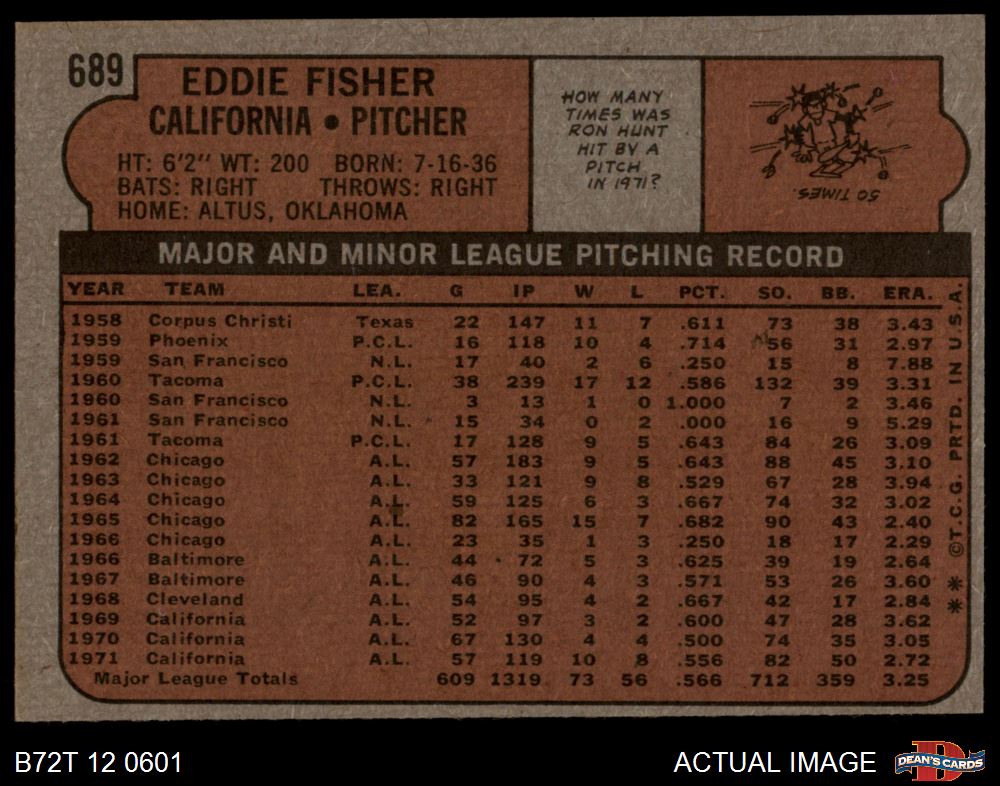 689
EDDIE FISHER
CALIFORNIA • PITCHER
HT: 6'2" WT: 200 BORN: 7-16-36
BATS: RIGHT THROWS: RIGHT
HOME: ALTUS, OKLAHOMA
HOW MANY
TIMES WAS
RON HUNT
HIT BY A
PITCH
IN 1971?
50 TIMES.
MAJOR AND MINOR LEAGUE PITCHING RECORD
YEAR TEAM LEA. G IP W L PCT. SO. BB. ERA.
1958 Corpus Christi Texas 22 147 11 7 .611 73 38 3.43
1959 Phoenix P.C.L. 16 118 10 4 .714 56 31 2.97
1959 San Francisco N.L. 17 40 2 6 .250 15 8 7.88
1960 Tacoma P.C.L. 38 239 17 12 .586 132 39 3.31
1960 San Francisco N.L. 3 13 1 0 1.000 7 2 3.46
1961 San Francisco N.L. 15 34 0 2 .000 16 9 5.29
1961 Tacoma P.C.L. 17 128 9 5 .643 84 26 3.09
1962 Chicago A.L. 57 183 9 5 .643 88 45 3.10
1963 Chicago A.L. 33 121 9 8 .529 67 28 3.94
1964 Chicago A.L. 59 125 6 3 .667 74 32 3.02
1965 Chicago A.L. 82 165 15 7 .682 90 43 2.40
1966 Chicago A.L. 23 35 1 3 .250 18 17 2.29
1966 Baltimore A.L. 44 72 5 3 .625 39 19 2.64
1967 Baltimore A.L. 46 90 4 3 .571 53 26 3.60
1968 Cleveland A.L. 54 95 4 2 .667 42 17 2.84
1969 California A.L. 52 97 3 2 .600 47 28 3.62
1970 California A.L. 67 130 4 4 .500 74 35 3.05
1971 California A.L. 57 119 10 8 .556 82 50 2.72
Major League Totals 609 1319 73 56 .566 712 359 3.25
** ©T.C.G. PRTD. IN U.S.A.
B72T 12 0601
ACTUAL IMAGE
D
DEAN'S CARDS